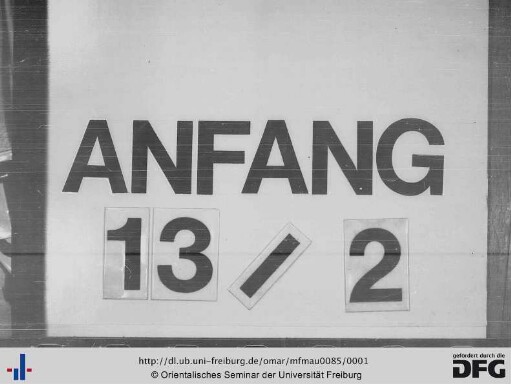 ANFANG
13/2
http://dl.ub.uni-freiburg.de/omar/mfmau0085/0001
© Orientalisches Seminar der Universität Freiburg
gefördert durch die
DFG